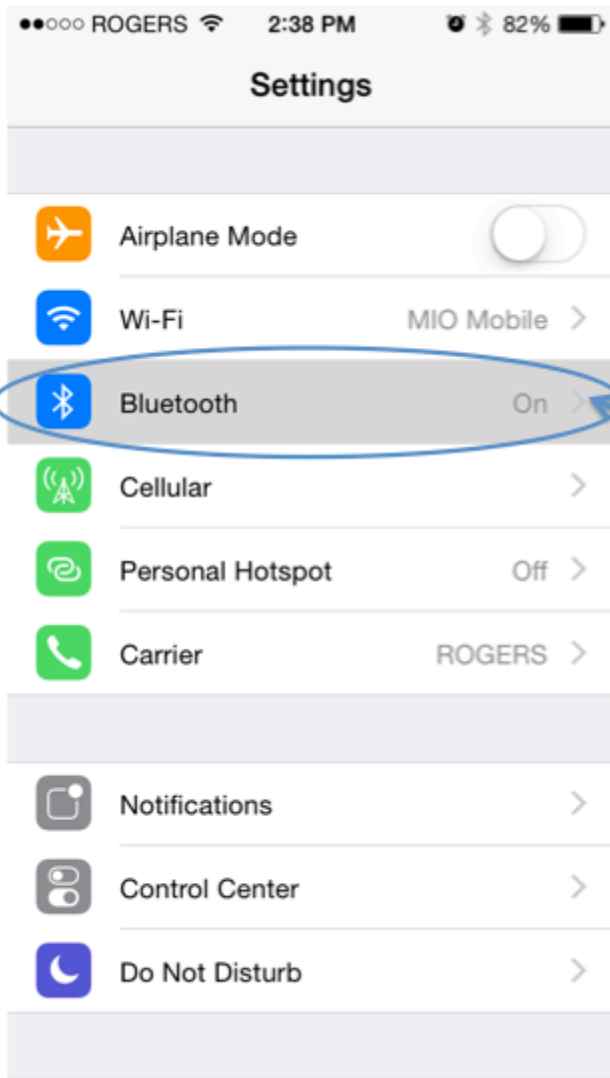 ROGERS 2:38 PM 82%
Settings
Airplane Mode
Wi-Fi MIO Mobile
Bluetooth On
Cellular
Personal Hotspot Off
Carrier ROGERS
Notifications
Control Center
Do Not Disturb